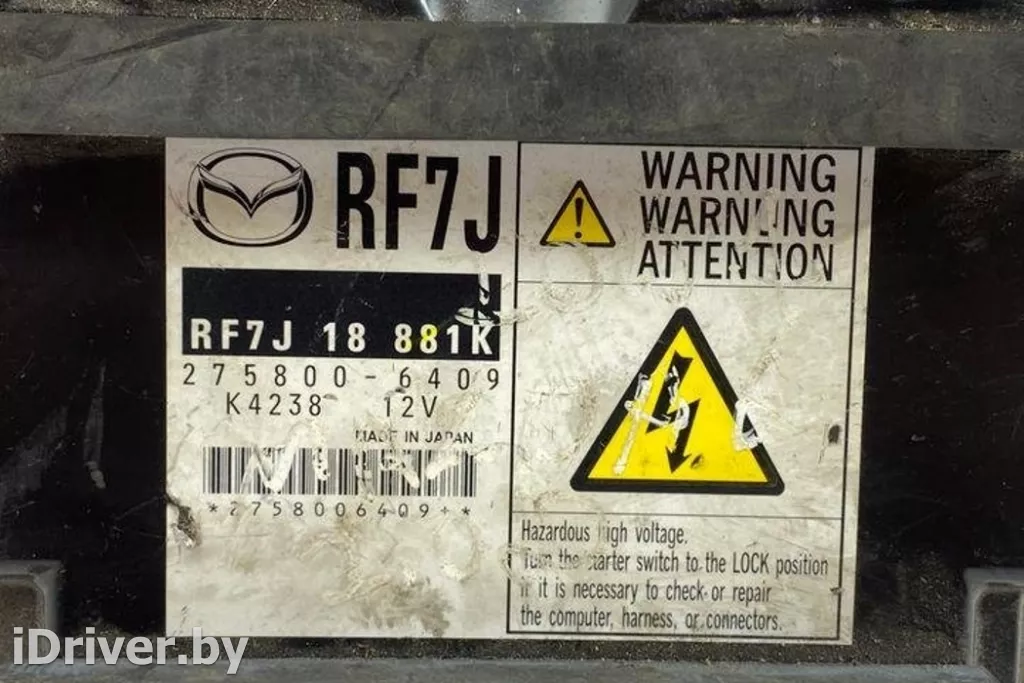 RF7J
RF7J 18 881K
275800-6409
K4238 12V
MADE IN JAPAN
*2758006409*
WARNING
WARNUNG
ATTENTION
Hazardous high voltage.
Turn the starter switch to the LOCK position
if it is necessary to check or repair
the computer, harness, or connectors.
iDriver.by